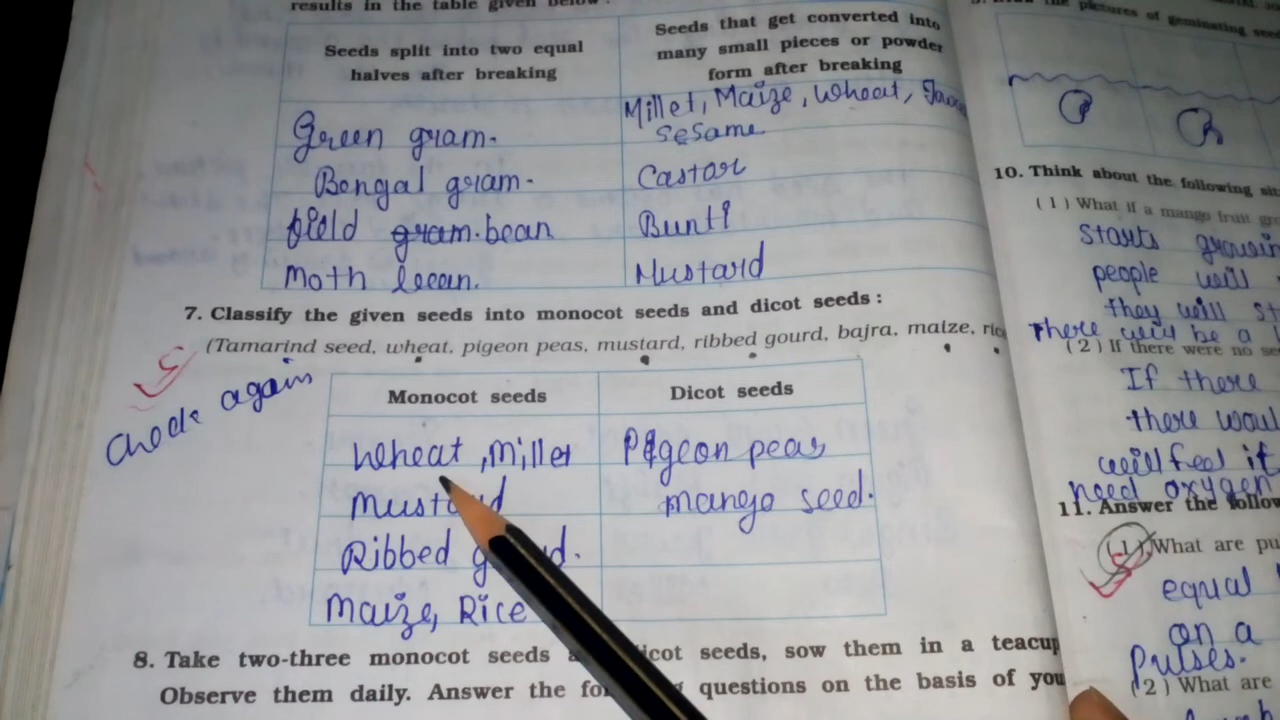 results in the table given below :
Seeds split into two equal
halves after breaking
Seeds that get converted into
many small pieces or powder
form after breaking
Green gram.
Millet, Maize, wheat,
Sesame
Bengal gram.
Castor
field gram.bean
Bunti
Moth
Mustard
7. Classify the given seeds into monocot seeds and dicot seeds :
(Tamarind seed, wheat, pigeon peas, mustard, ribbed gourd, bajra, maize,
Check again
Monocot seeds
Dicot seeds
Wheat, Millet
Pigeon peas
mango seed.
Ribbed
Maize, Rice
8. Take two-three monocot seeds dicot seeds, sow them in a teacup
Observe them daily. Answer the questions on the basis of you
pictures of geminating
10. Think about the following
(1) What if a mango fruit
Starts
people will
they will
There will be a
(2) If there were no
If there
there
will feel it
need oxygen
11. Answer the
(1) What are
equal
on a
Pulses.
(2) What are